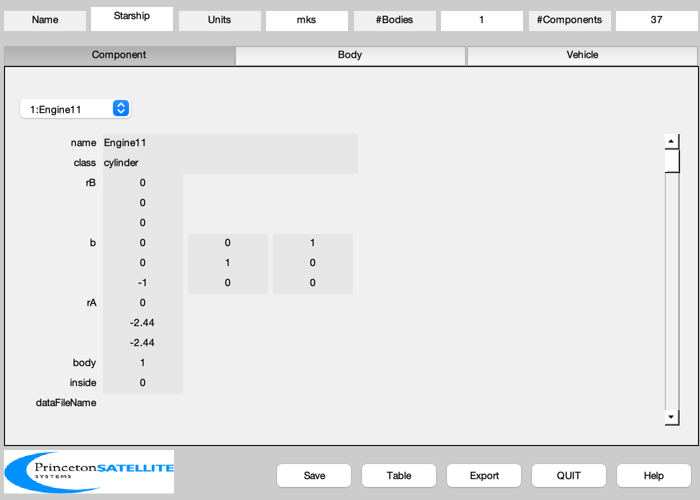 Name Starship Units mks #Bodies 1 #Components 37
Component Body Vehicle
1:Engine11
name Engine11
class cylinder
rB 0
0
0
b 0 0 1
0 1 0
-1 0 0
rA 0
-2.44
-2.44
body 1
inside 0
dataFileName
PrincetonSATELLITE
SYSTEMS
Save Table Export QUIT Help